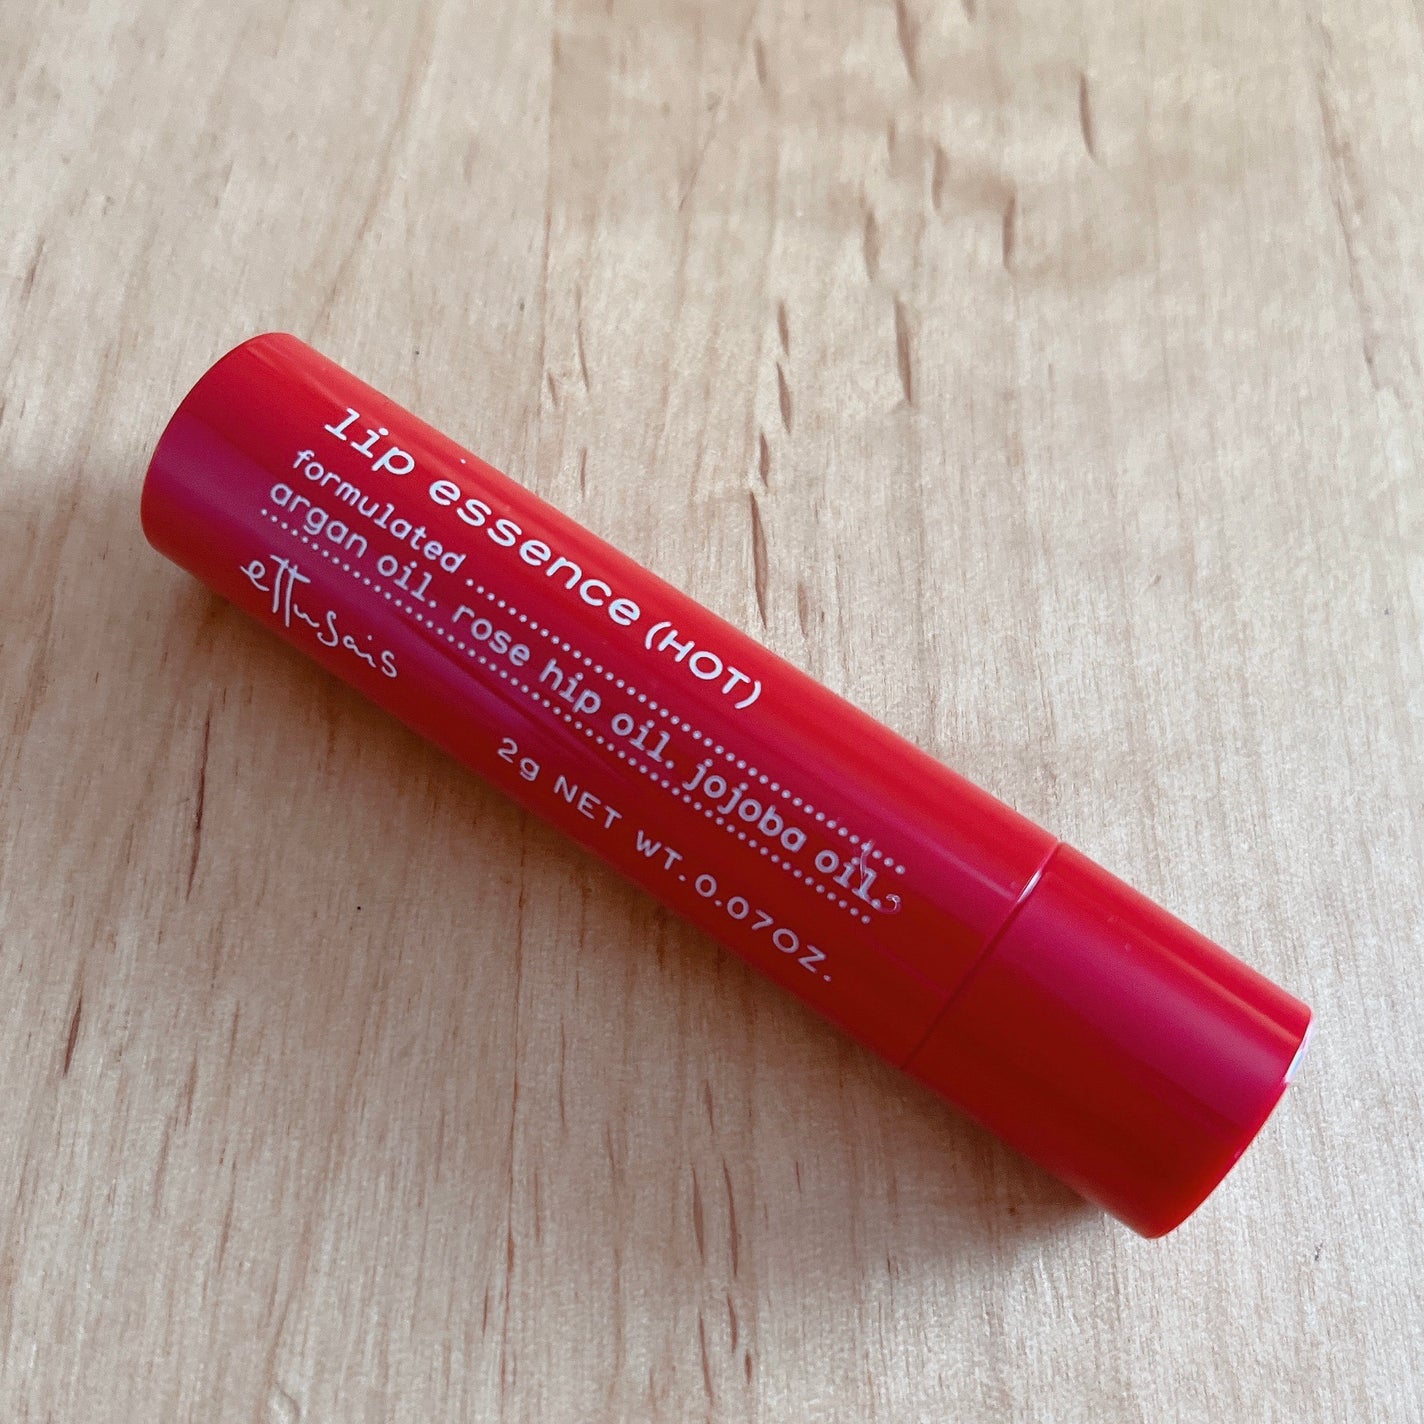 lip essence (HOT)
formulated
argan oil. rose hip oil. jojoba oil.
ettusais
2g NET WT. 0.07OZ.